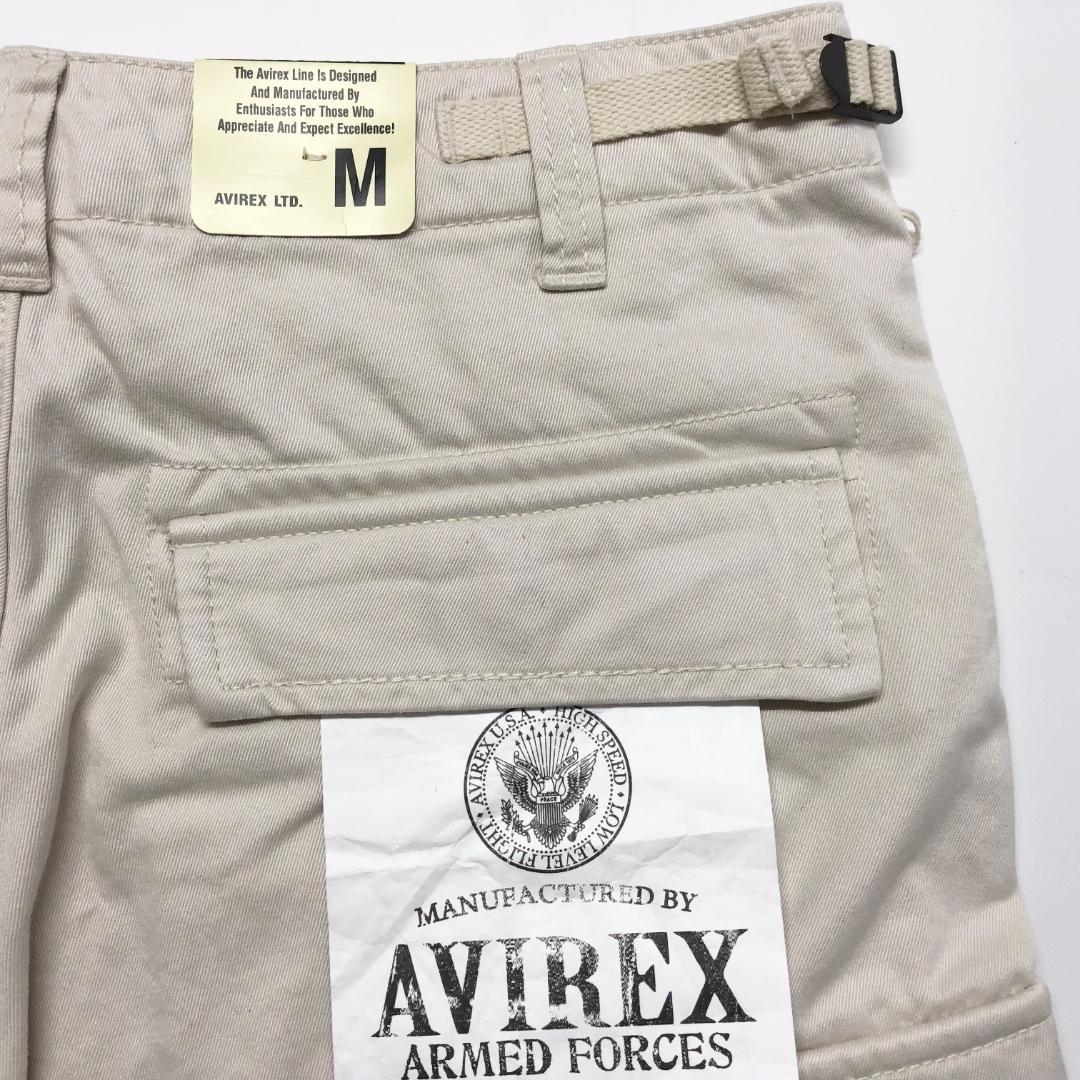 The Avirex Line Is Designed
And Manufactured By
Enthusiasts For Those Who
Appreciate And Expect Excellence!
M
AVIREX LTD.
AVIREX U.S.A · HIGH SPEED · LOW LEVEL FLIGHT ·
PEACE
MANUFACTURED BY
AVIREX
ARMED FORCES